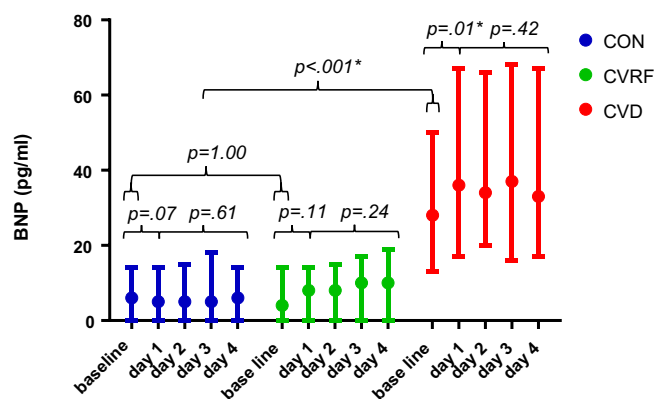 80
60
40
20
0
BNP (pg/ml)
p=.01* p=.42
p<.001*
p=1.00
p=.07 p=.61
p=.11 p=.24
CON
CVRF
CVD
baseline day 1 day 2 day 3 day 4 base line day 1 day 2 day 3 day 4 base line day 1 day 2 day 3 day 4